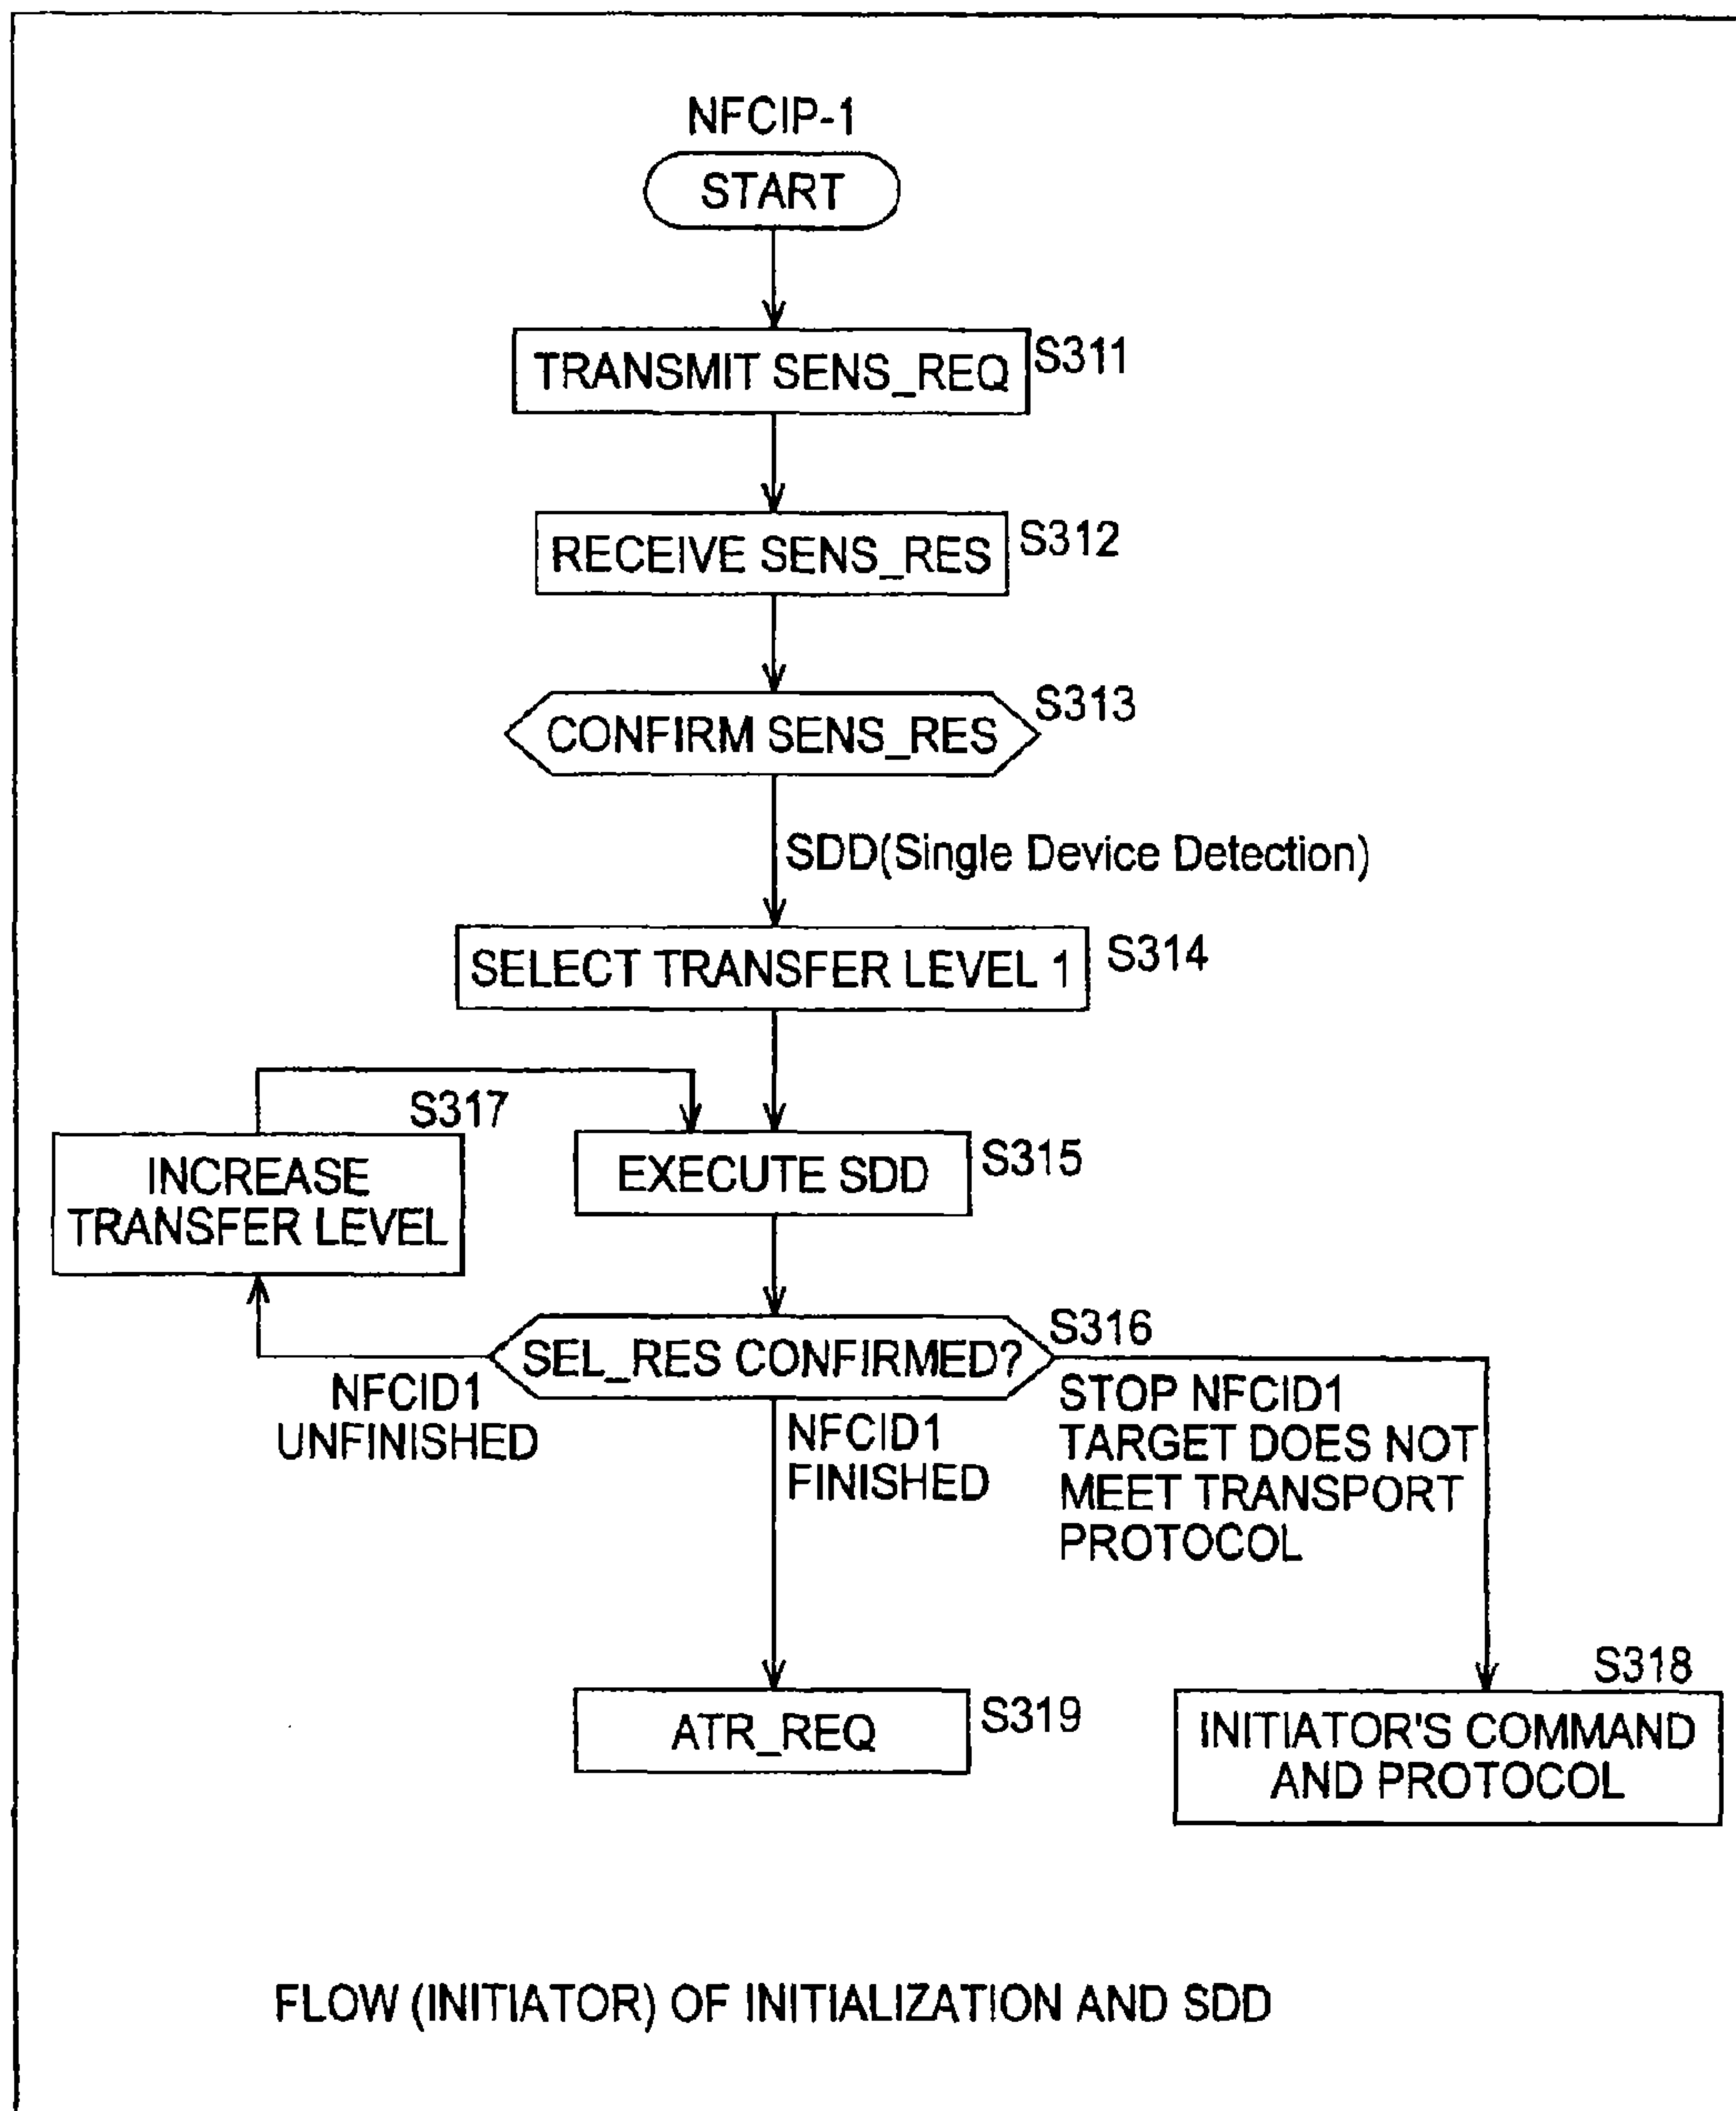 NFCIP-1
START
TRANSMIT SENS_REQ
S311
RECEIVE SENS_RES
S312
CONFIRM SENS_RES
S313
SDD(Single Device Detection)
SELECT TRANSFER LEVEL 1
S314
S317
INCREASE
TRANSFER LEVEL
EXECUTE SDD
S315
SEL_RES CONFIRMED?
S316
NFCID1
UNFINISHED
NFCID1
FINISHED
STOP NFCID1
TARGET DOES NOT
MEET TRANSPORT
PROTOCOL
ATR_REQ
S319
S318
INITIATOR'S COMMAND
AND PROTOCOL
FLOW (INITIATOR) OF INITIALIZATION AND SDD